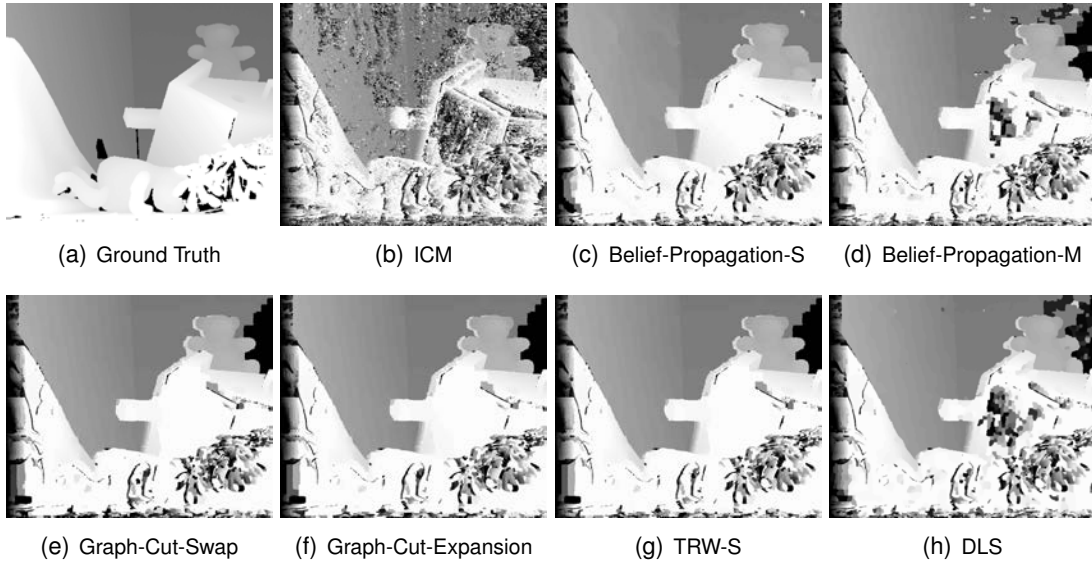 (a) Ground Truth
(b) ICM
(c) Belief-Propagation-S
(d) Belief-Propagation-M
(e) Graph-Cut-Swap
(f) Graph-Cut-Expansion
(g) TRW-S
(h) DLS